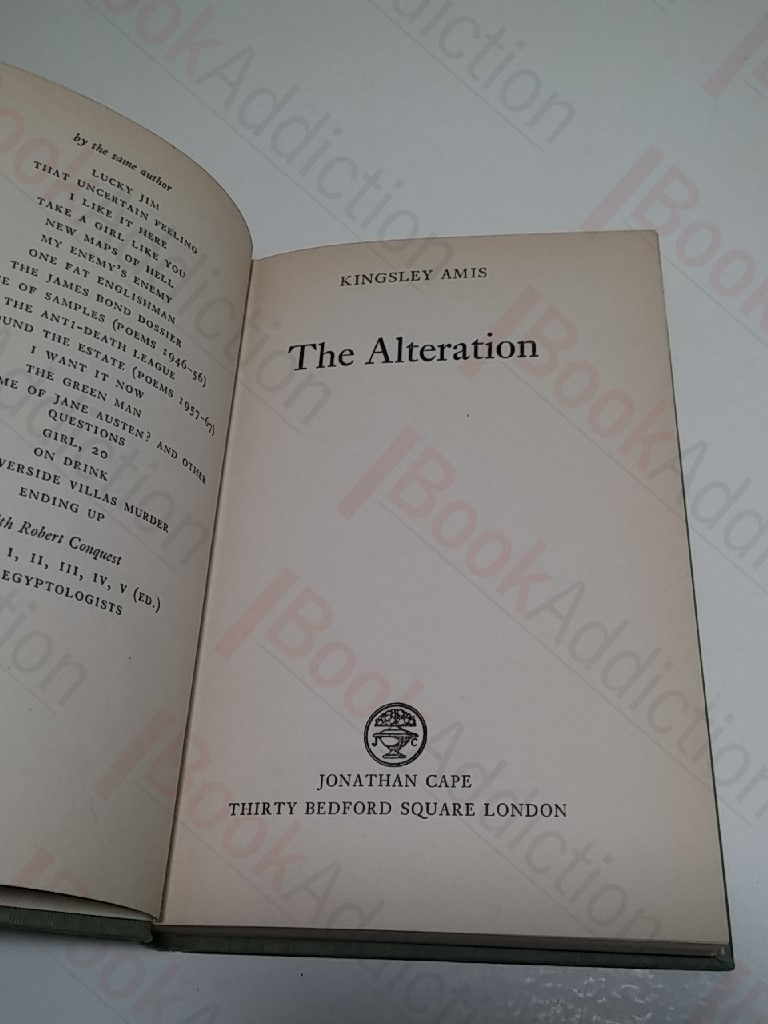 by the same author
LUCKY JIM
THAT UNCERTAIN FEELING
I LIKE IT HERE
TAKE A GIRL LIKE YOU
NEW MAPS OF HELL
MY ENEMY'S ENEMY
ONE FAT ENGLISHMAN
THE JAMES BOND DOSSIER
E OF SAMPLES (POEMS 1946–56)
THE ANTI-DEATH LEAGUE
OUND THE ESTATE (POEMS 1957–67)
I WANT IT NOW
THE GREEN MAN
ME OF JANE AUSTEN? AND OTHER
QUESTIONS
GIRL, 20
ON DRINK
VERSIDE VILLAS MURDER
ENDING UP
th Robert Conquest
I, II, III, IV, V (ED.)
EGYPTOLOGISTS
KINGSLEY AMIS
The Alteration
J C
JONATHAN CAPE
THIRTY BEDFORD SQUARE LONDON
BookAddiction